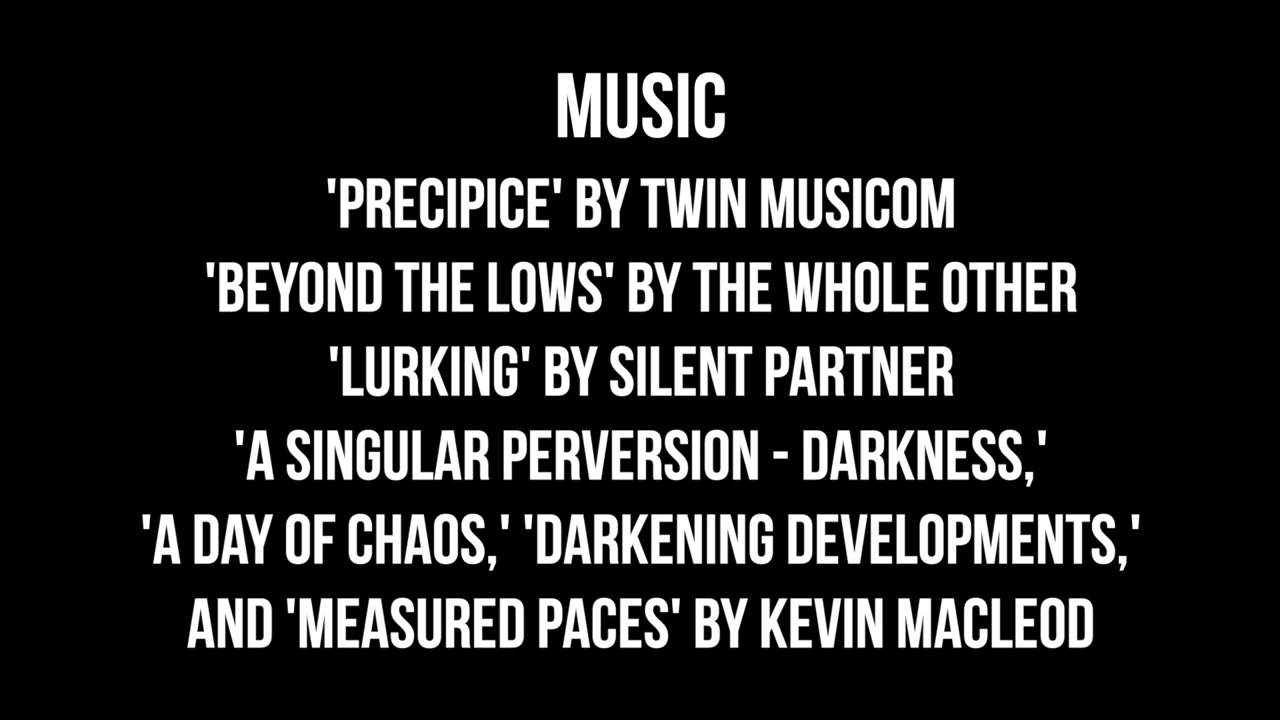 MUSIC
'PRECIPICE' BY TWIN MUSICOM
'BEYOND THE LOWS' BY THE WHOLE OTHER
'LURKING' BY SILENT PARTNER
'A SINGULAR PERVERSION - DARKNESS,'
'A DAY OF CHAOS,' 'DARKENING DEVELOPMENTS,'
AND 'MEASURED PACES' BY KEVIN MACLEOD